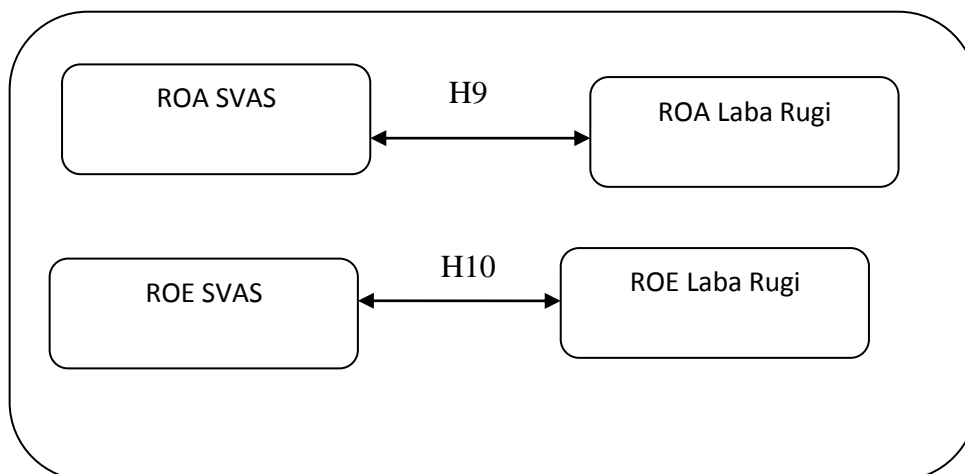 ROA SVAS
H9
ROA Laba Rugi
ROE SVAS
H10
ROE Laba Rugi